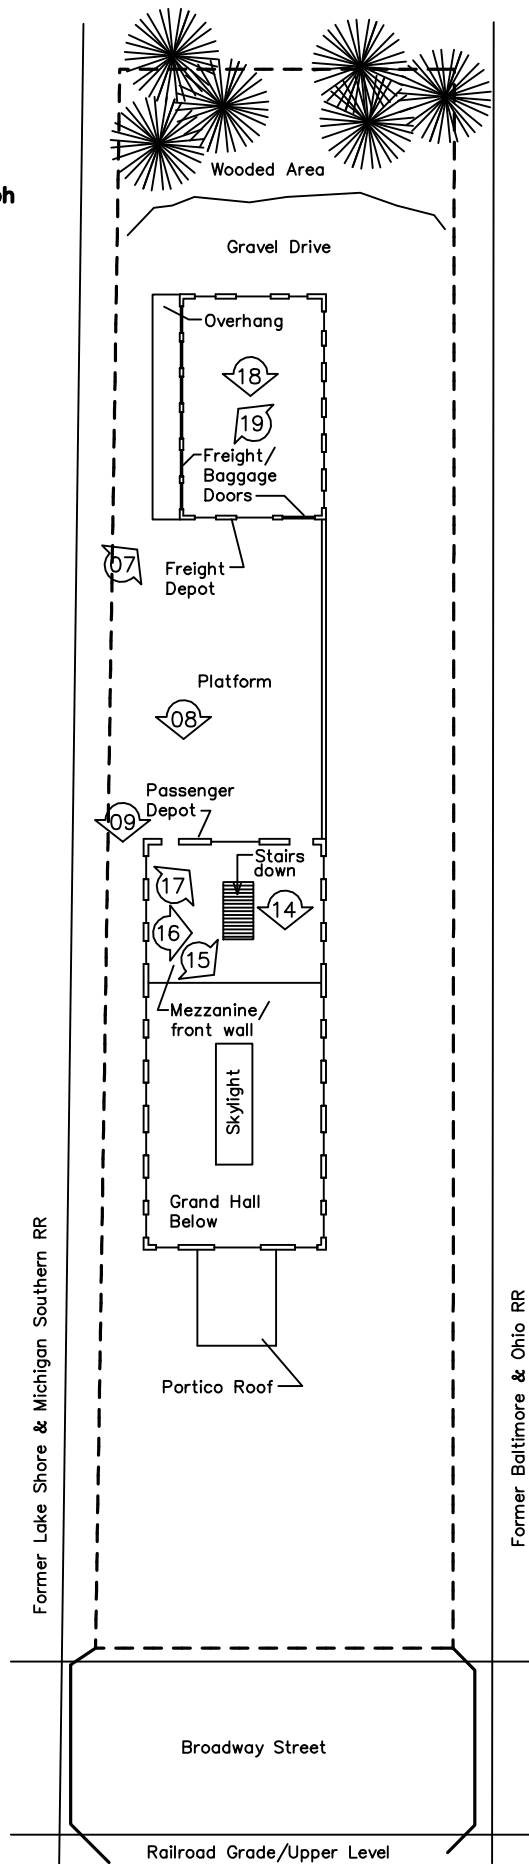 Wooded Area
ph
Gravel Drive
Overhang
18
19
Freight/
Baggage
Doors
07
Freight
Depot
Platform
08
Passenger
Depot
09
Stairs
down
17
14
16
15
Mezzanine/
front wall
Skylight
Grand Hall
Below
Former Lake Shore & Michigan Southern RR
Former Baltimore & Ohio RR
Portico Roof
Broadway Street
Railroad Grade/Upper Level